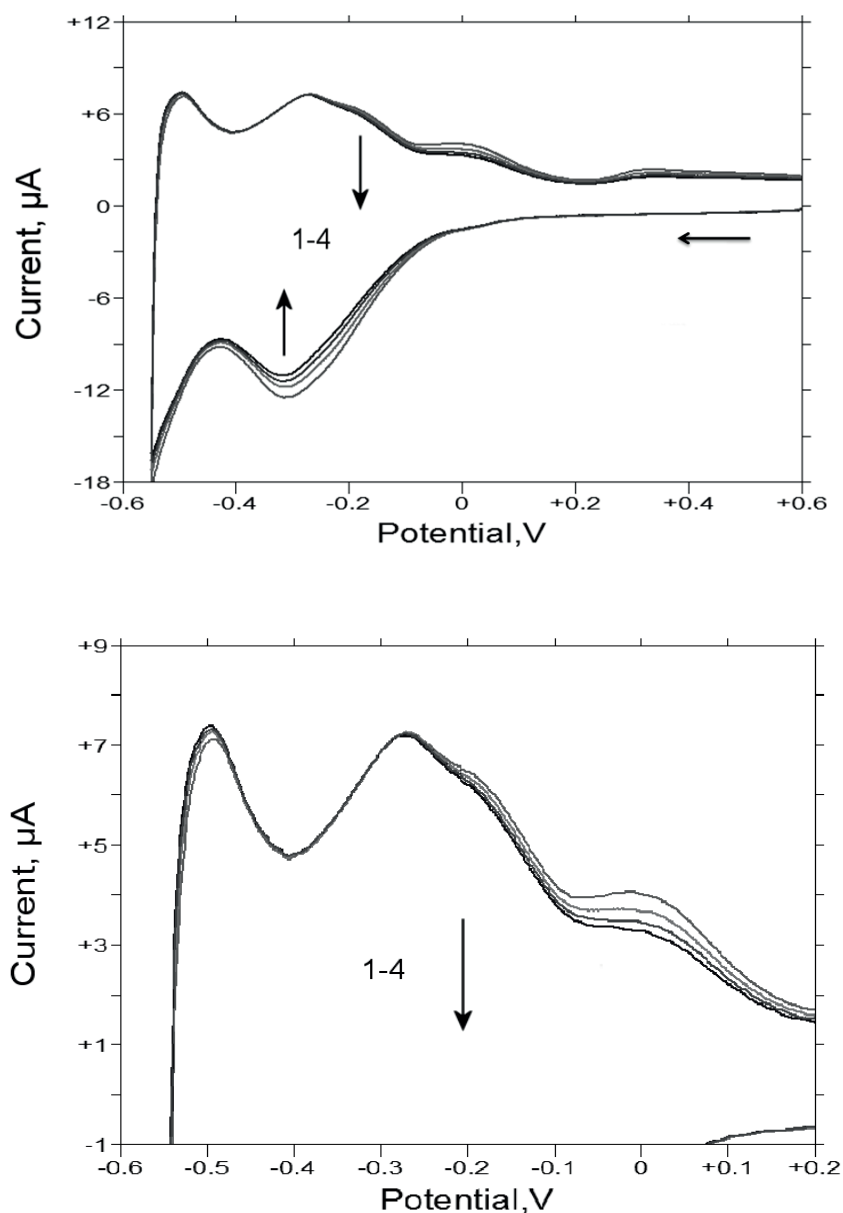 +12
+6
0
-6
-12
-18
Current, µA
1-4
-0.6 -0.4 -0.2 0 +0.2 +0.4 +0.6
Potential,V
+9
+7
+5
+3
+1
-1
Current, µA
1-4
-0.6 -0.5 -0.4 -0.3 -0.2 -0.1 0 +0.1 +0.2
Potential,V